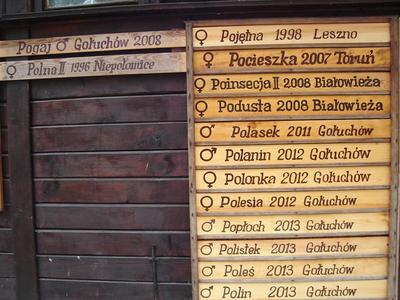 Pogaj ♂ Gołuchów 2008
♀ Polna II 1996 Niepołomice
♀ Pojętna 1998 Leszno
♀ Pocieszka 2007 Toruń
♀ Poinsecja II 2008 Białowieża
♀ Podusta 2008 Białowieża
♂ Polasek 2011 Gołuchów
♂ Polanin 2012 Gołuchów
♀ Polonka 2012 Gołuchów
♀ Polesia 2012 Gołuchów
♂ Popłoch 2013 Gołuchów
♂ Polistek 2013 Gołuchów
♂ Poleś 2013 Gołuchów
♂ Polin 2013 Gołuchów